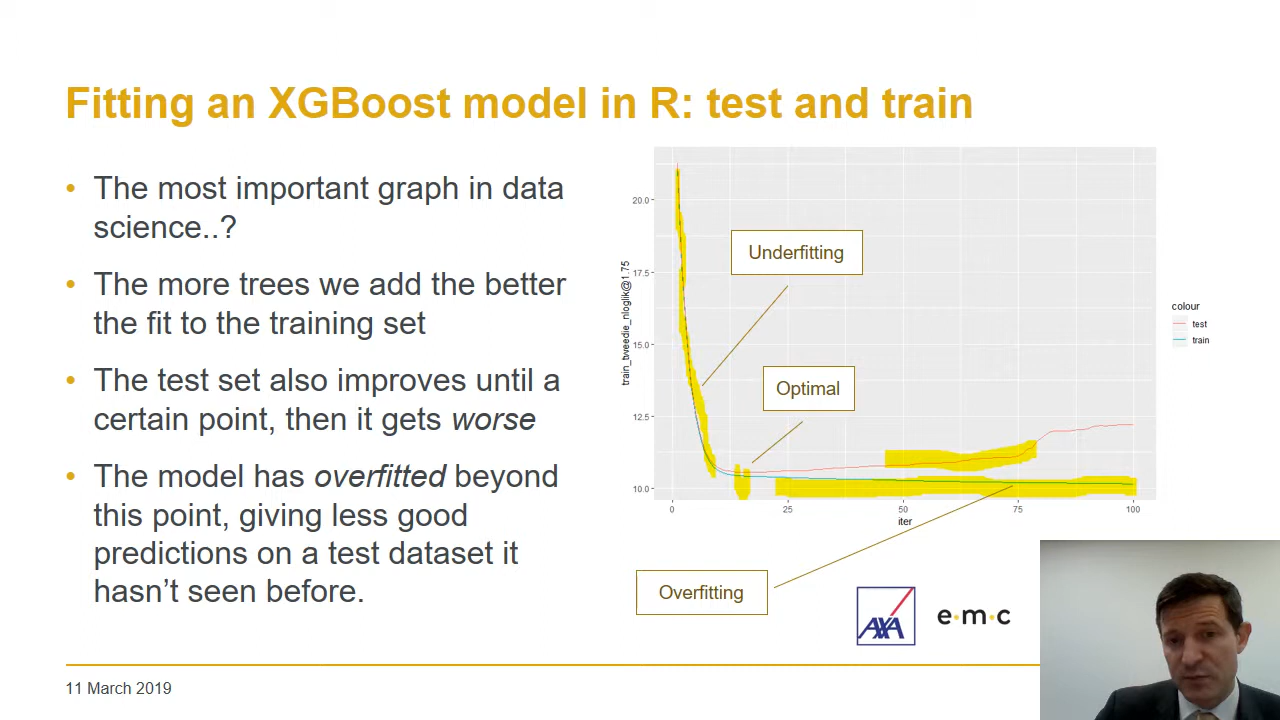 Fitting an XGBoost model in R: test and train
• The most important graph in data
science..?
• The more trees we add the better
the fit to the training set
• The test set also improves until a
certain point, then it gets worse
• The model has overfitted beyond
this point, giving less good
predictions on a test dataset it
hasn't seen before.
train_tweedie_nloglik@1.75
20.0
17.5
15.0
12.5
10.0
0 25 50 75 100
iter
Underfitting
Optimal
Overfitting
colour
test
train
AXA
e·m·c
11 March 2019